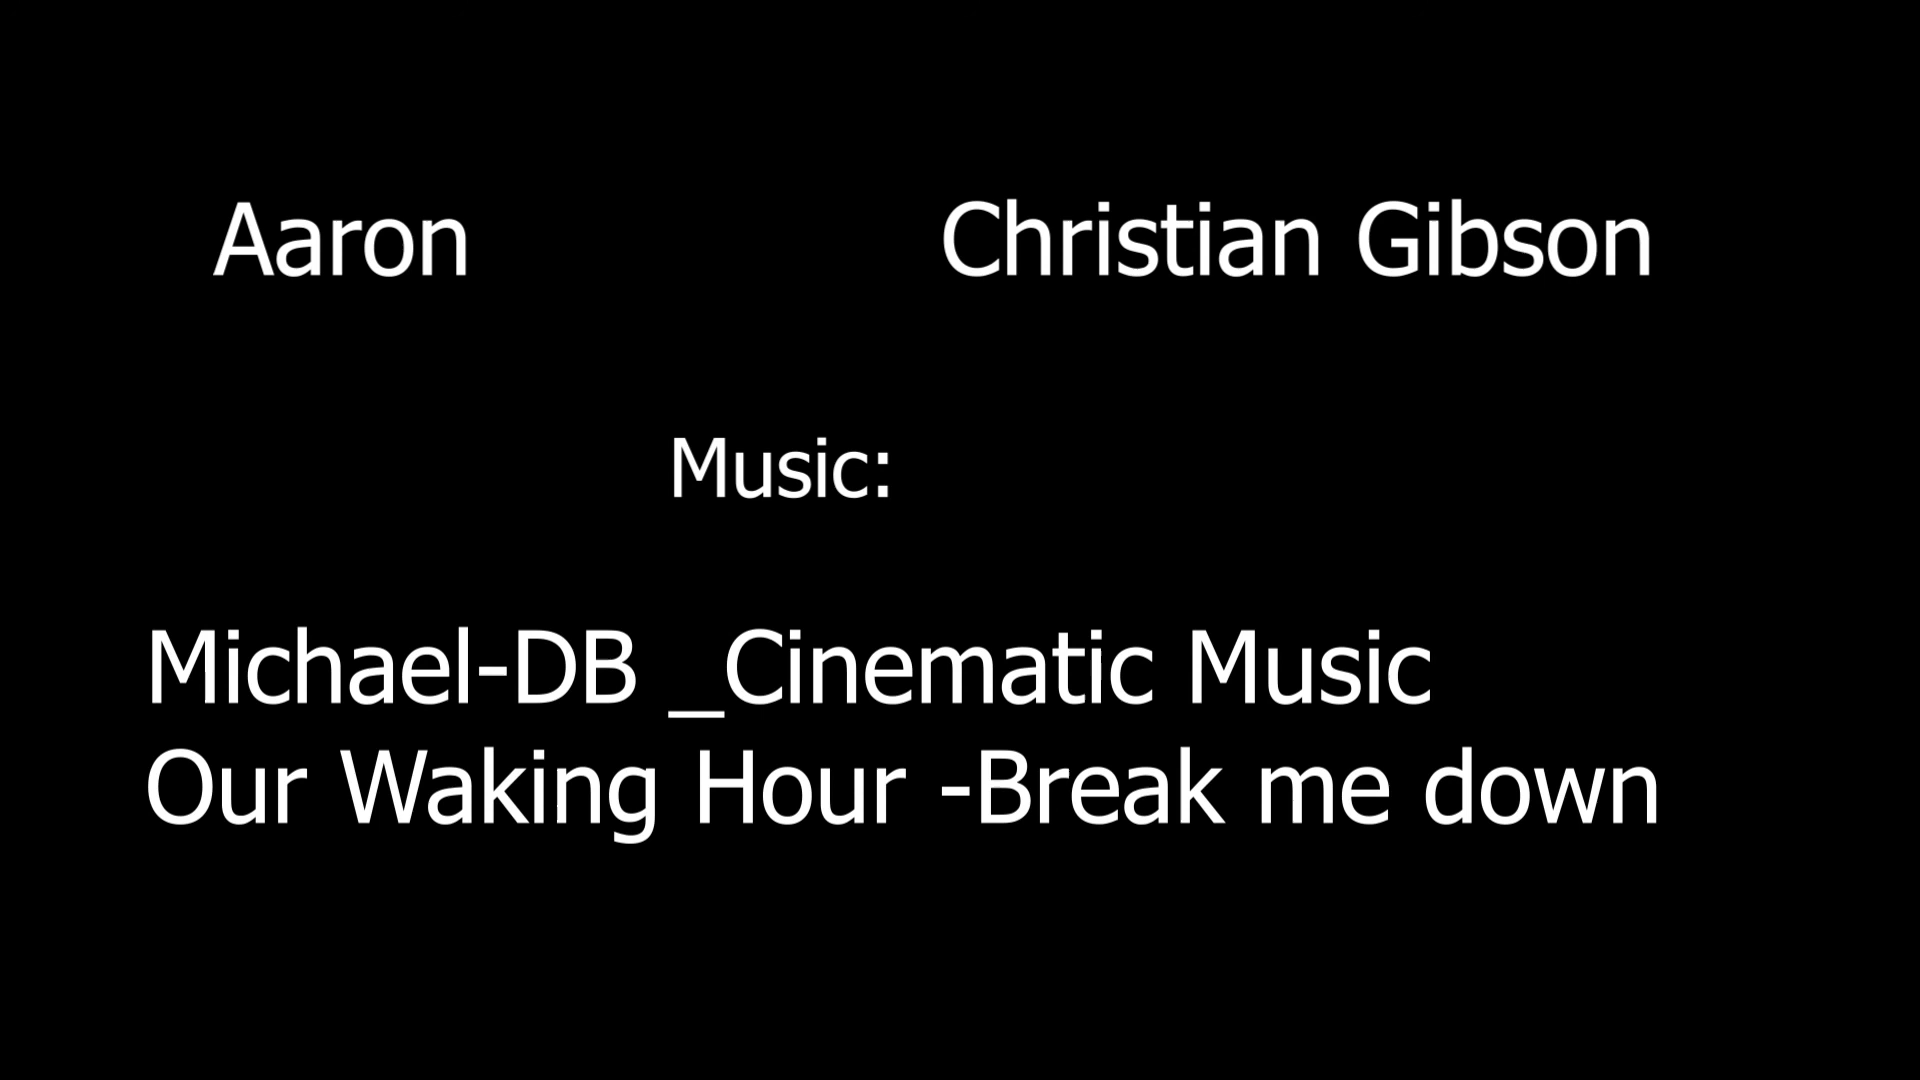 Aaron Christian Gibson
Music:
Michael-DB _Cinematic Music
Our Waking Hour -Break me down